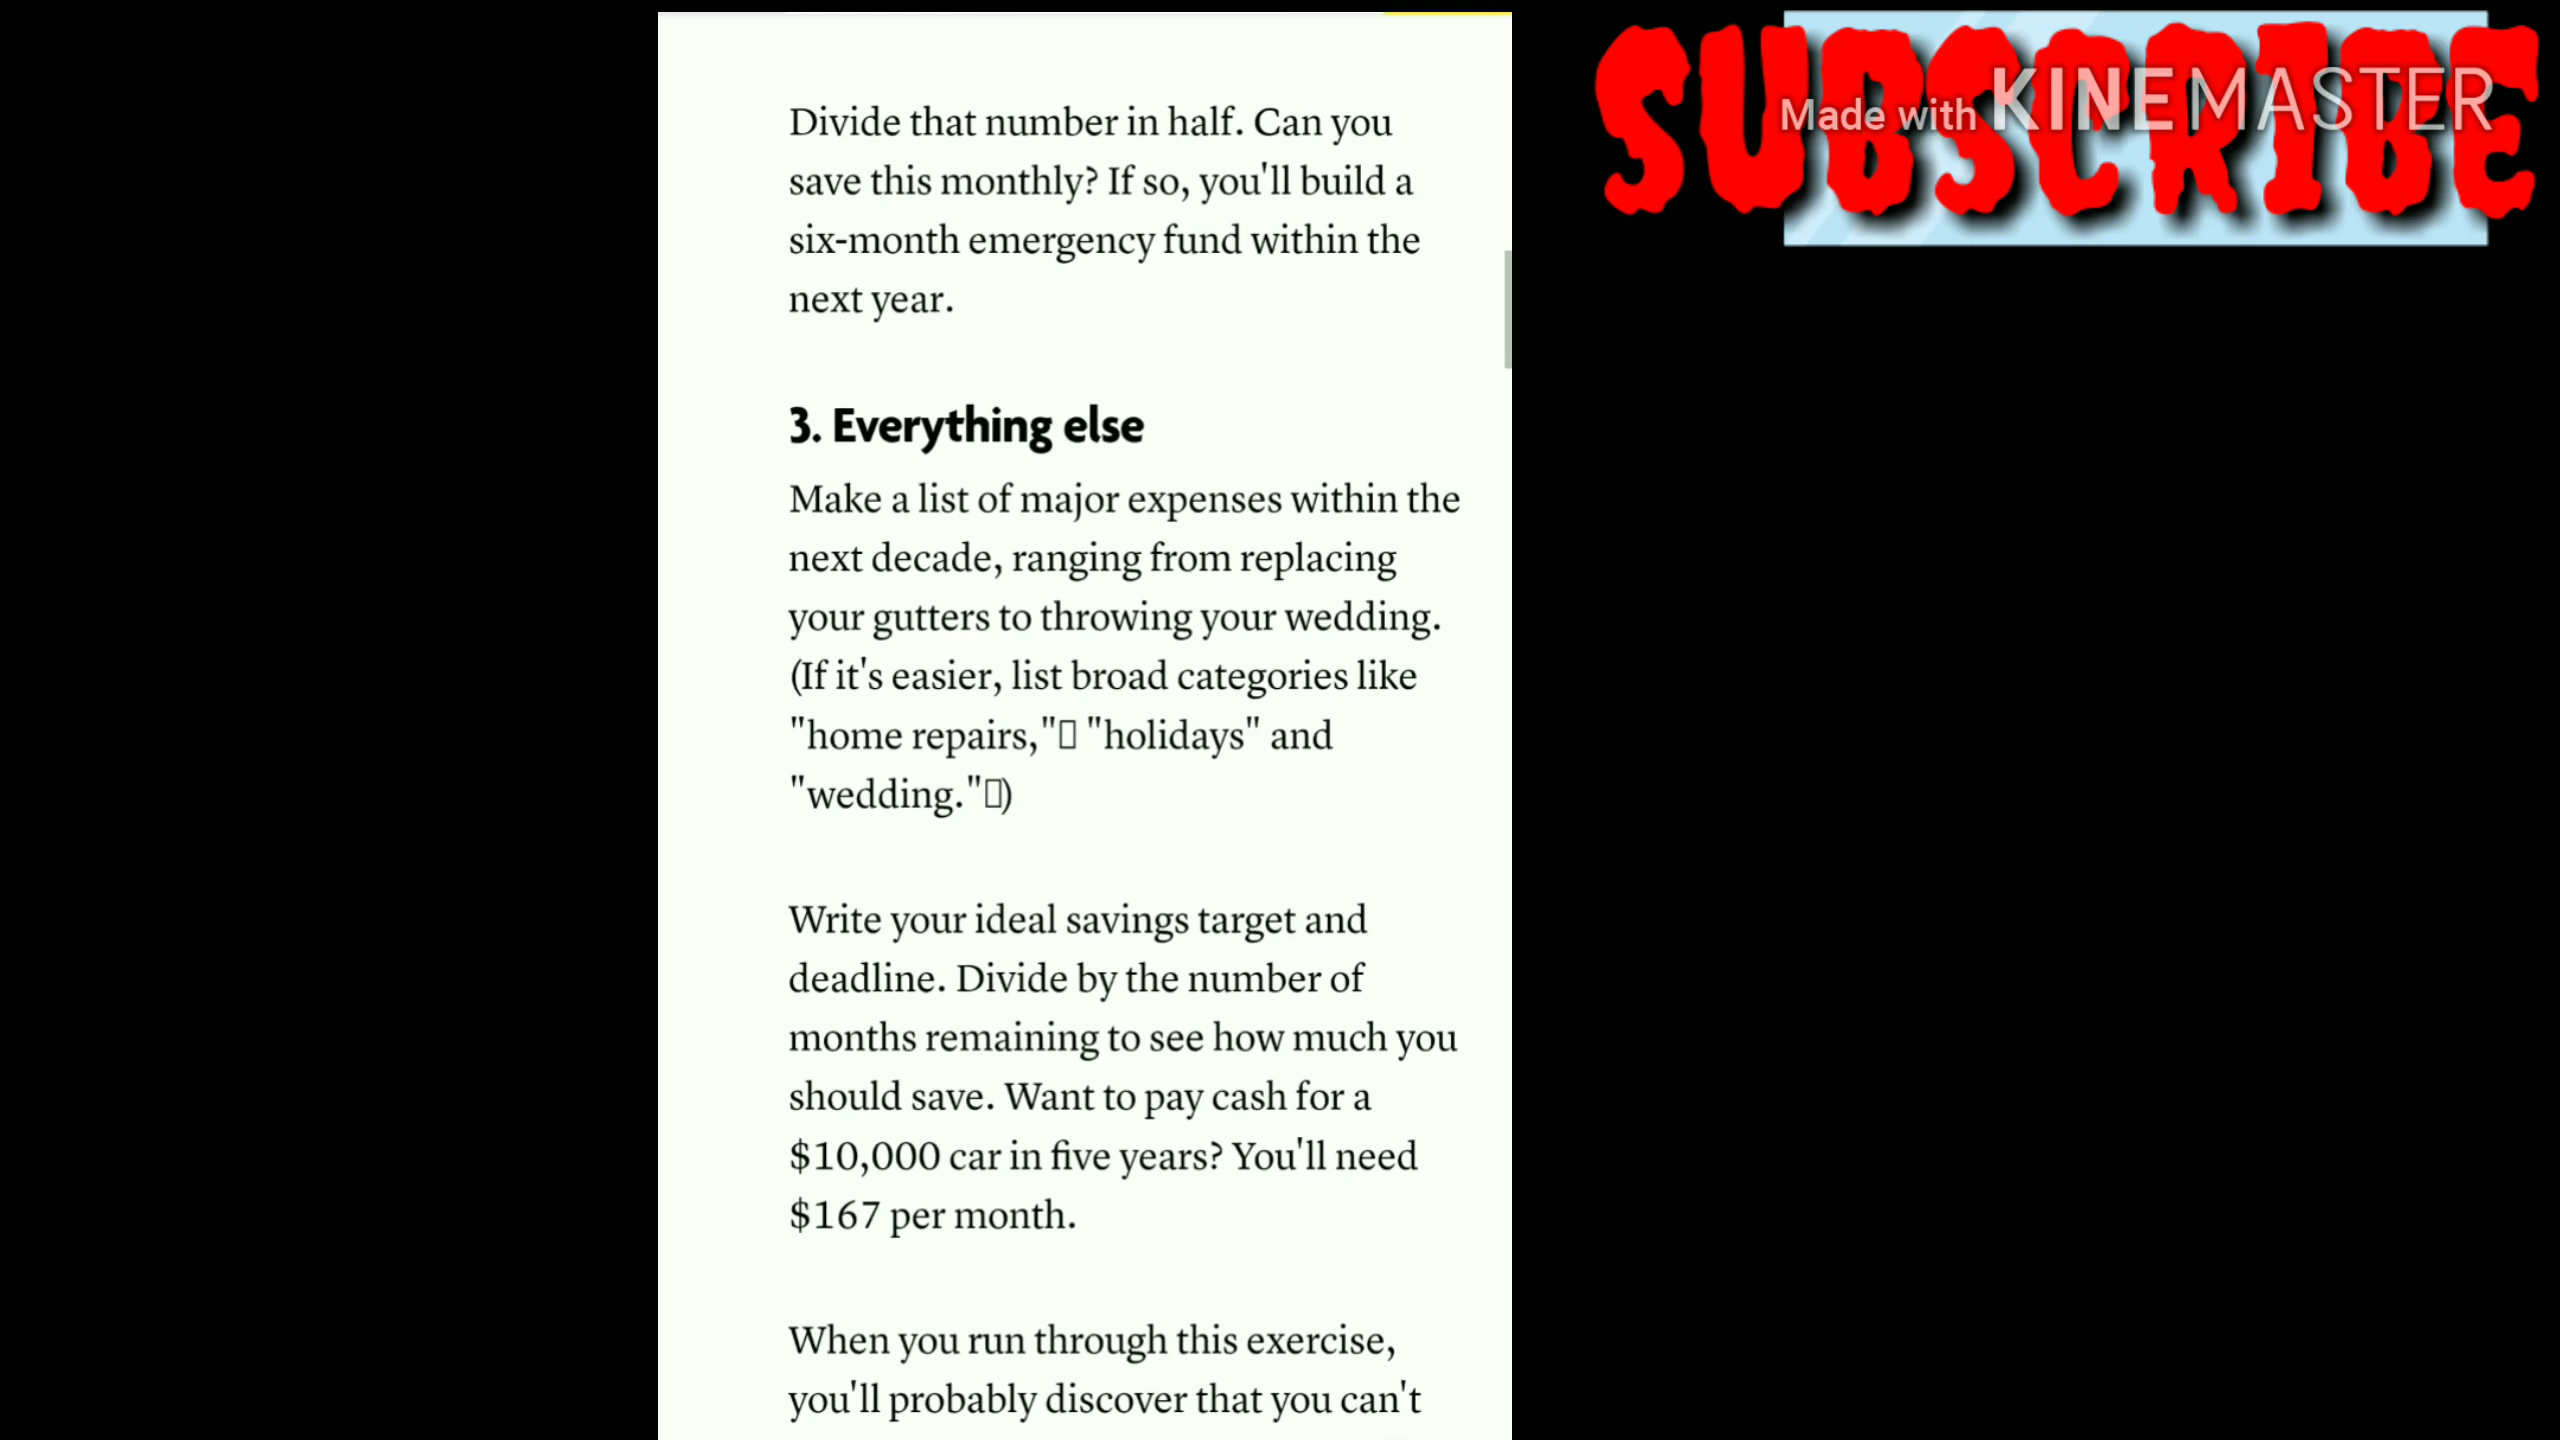 Divide that number in half. Can you
save this monthly? If so, you'll build a
six-month emergency fund within the
next year.
3. Everything else
Make a list of major expenses within the
next decade, ranging from replacing
your gutters to throwing your wedding.
(If it's easier, list broad categories like
"home repairs,"▯ "holidays" and
"wedding."▯)
Write your ideal savings target and
deadline. Divide by the number of
months remaining to see how much you
should save. Want to pay cash for a
$10,000 car in five years? You'll need
$167 per month.
When you run through this exercise,
you'll probably discover that you can't
SUBSCRIBE
Made with KINEMASTER